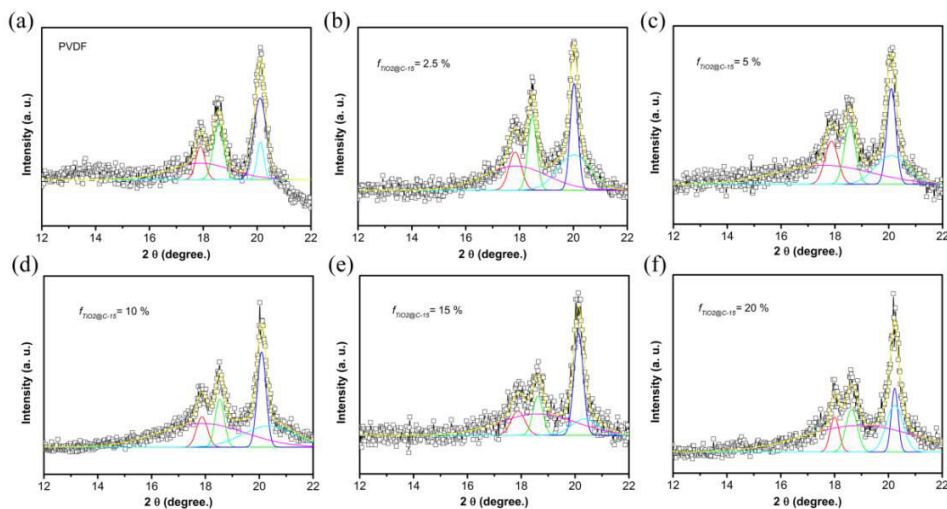 (a)
PVDF
Intensity (a. u.)
12 14 16 18 20 22
2 θ (degree.)
(b)
fTiO2@C-15= 2.5 %
Intensity (a. u.)
12 14 16 18 20 22
2 θ (degree.)
(c)
fTiO2@C-15= 5 %
Intensity (a. u.)
12 14 16 18 20 22
2 θ (degree.)
(d)
fTiO2@C-15= 10 %
Intensity (a. u.)
12 14 16 18 20 22
2 θ (degree.)
(e)
fTiO2@C-15= 15 %
Intensity (a. u.)
12 14 16 18 20 22
2 θ (degree.)
(f)
fTiO2@C-15= 20 %
Intensity (a. u.)
12 14 16 18 20 22
2 θ (degree.)